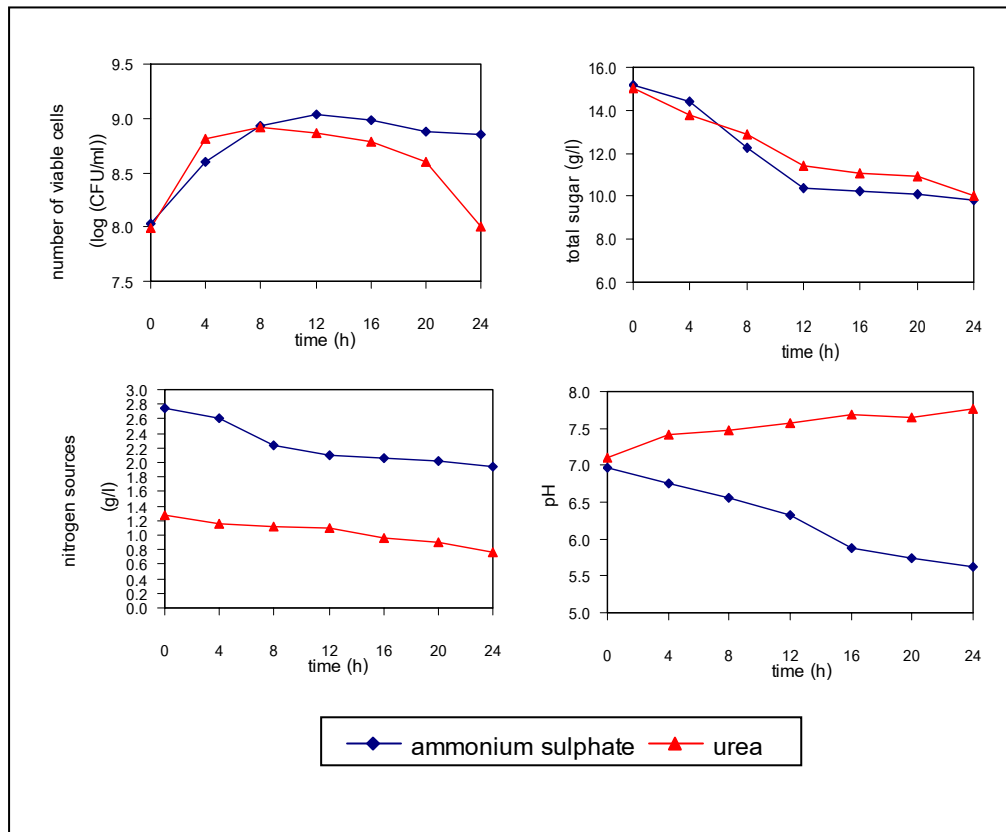 9.5
9.0
8.5
8.0
7.5
number of viable cells
(log (CFU/ml))
0 4 8 12 16 20 24
time (h)
16.0
14.0
12.0
10.0
8.0
6.0
total sugar (g/l)
0 4 8 12 16 20 24
time (h)
3.0
2.8
2.6
2.4
2.2
2.0
1.8
1.6
1.4
1.2
1.0
0.8
0.6
0.4
0.2
0.0
nitrogen sources
(g/l)
0 4 8 12 16 20 24
time (h)
8.0
7.5
7.0
6.5
6.0
5.5
5.0
pH
0 4 8 12 16 20 24
time (h)
ammonium sulphate urea